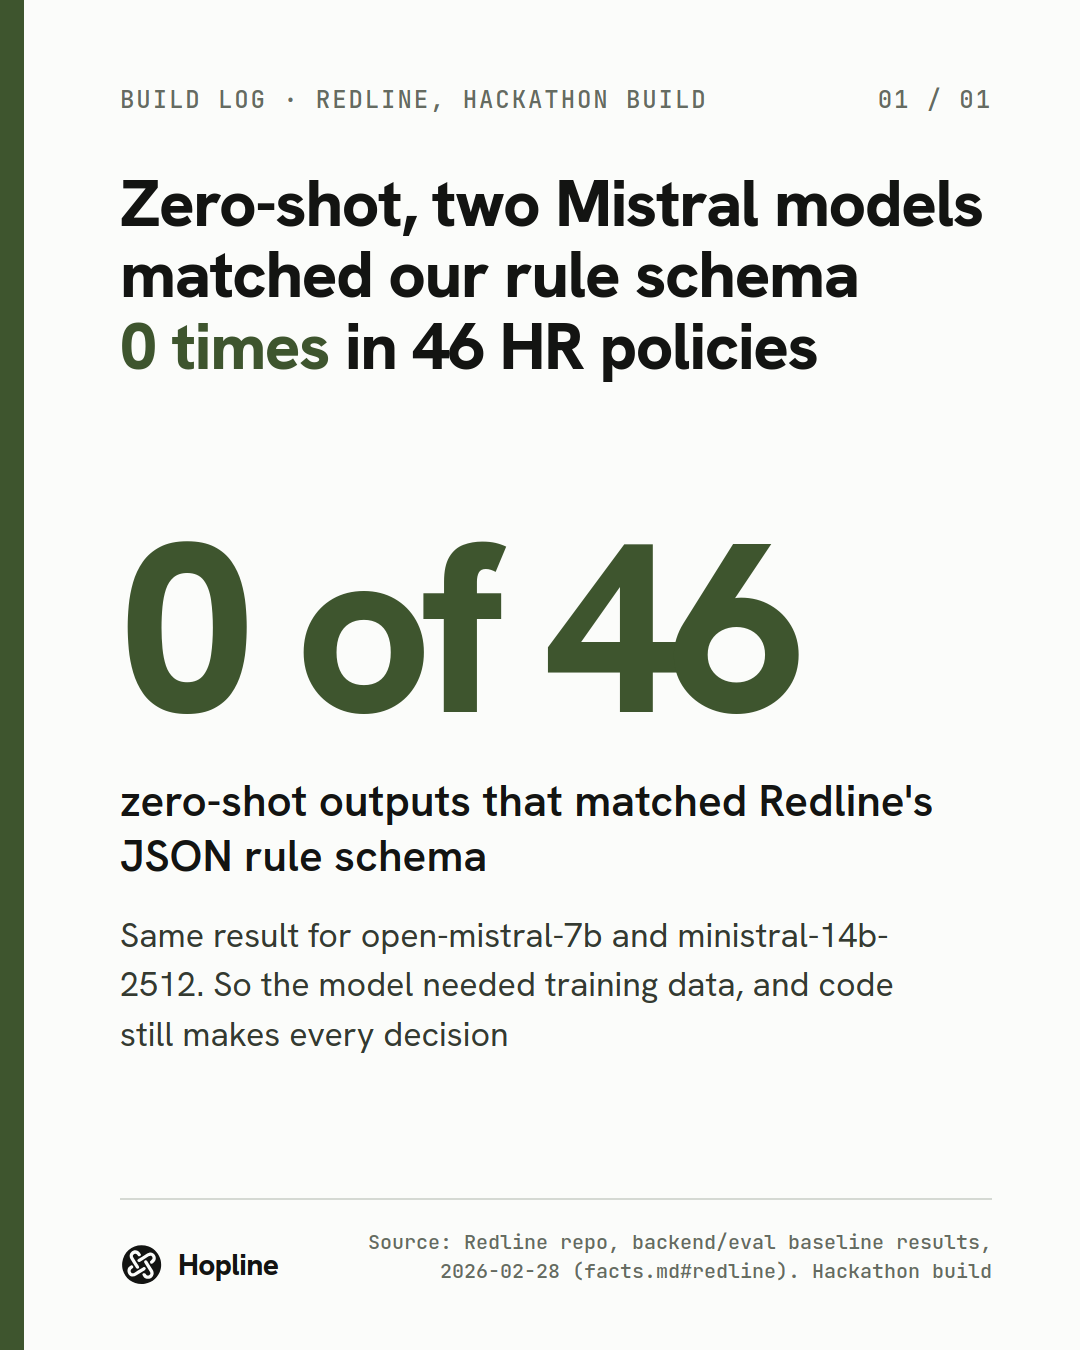 BUILD LOG · REDLINE, HACKATHON BUILD
01 / 01
Zero-shot, two Mistral models
matched our rule schema
0 times in 46 HR policies
0 of 46
zero-shot outputs that matched Redline's
JSON rule schema
Same result for open-mistral-7b and ministral-14b-
2512. So the model needed training data, and code
still makes every decision
Hopline
Source: Redline repo, backend/eval baseline results,
2026-02-28 (facts.md#redline). Hackathon build